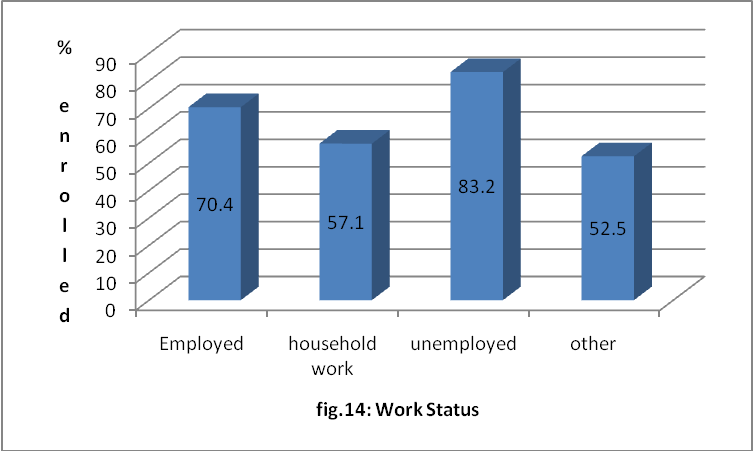 %
enrolled
90
80
70
60
50
40
30
20
10
0
70.4
57.1
83.2
52.5
Employed
household work
unemployed
other
fig.14: Work Status